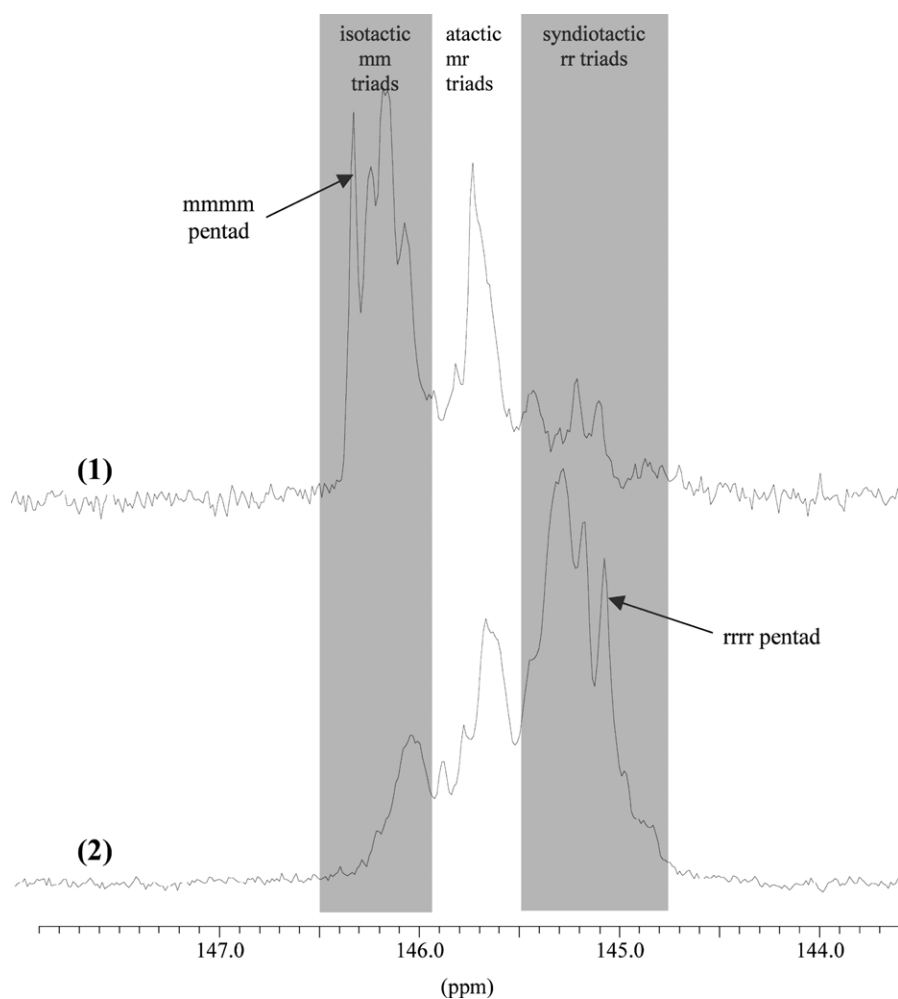 isotactic
mm
triads
atactic
mr
triads
syndiotactic
rr triads
mmmm
pentad
(1)
rrrr pentad
(2)
147.0
146.0
145.0
144.0
(ppm)